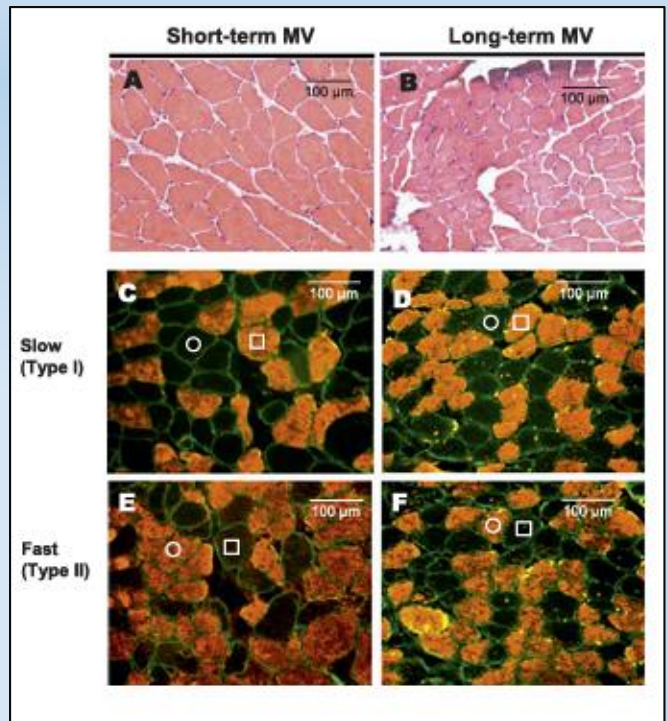 Short-term MV
Long-term MV
A
100 µm
B
100 µm
Slow
(Type I)
C
100 µm
D
100 µm
Fast
(Type II)
E
100 µm
F
100 µm